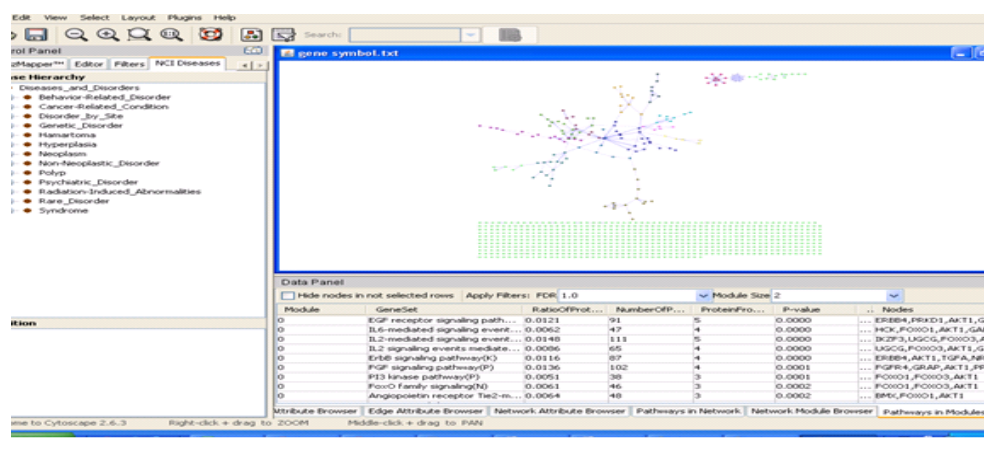 Edit View Select Layout Plugins Help
Search:
rol Panel
gene symbol.txt
zMapper™ Editor Filters NCI Diseases
se Hierarchy
Diseases_and_Disorders
Behavior-Related_Disorder
Cancer-Related_Condition
Disorder_by_Site
Genetic_Disorder
Hamartoma
Hyperplasia
Neoplasm
Non-Neoplastic_Disorder
Polyp
Psychiatric_Disorder
Radiation-Induced_Abnormalities
Rare_Disorder
Syndrome
Data Panel
Hide nodes in not selected rows Apply Filters: FDR 1.0 Module Size 2
Module GeneSet RatioOfProt... NumberOfP... ProteinFro... P-value .. Nodes
0 EGF receptor signaling path... 0.0121 91 5 0.0000 ... ERBB4,PRKD1,AKT1,G
0 IL6-mediated signaling event... 0.0062 47 4 0.0000 ... HCK,FOXO1,AKT1,GA
0 IL2-mediated signaling event... 0.0148 111 5 0.0000 ... IKZF3,UGCG,FOXO3,A
0 IL2 signaling events mediate... 0.0086 65 4 0.0000 ... UGCG,FOXO3,AKT1,G
0 ErbB signaling pathway(K) 0.0116 87 4 0.0000 ... ERBB4,AKT1,TGFA,NR
0 FGF signaling pathway(P) 0.0136 102 4 0.0001 ... FGFR4,GRAP,AKT1,PP
0 PI3 kinase pathway(P) 0.0051 38 3 0.0001 ... FOXO1,FOXO3,AKT1
0 FoxO family signaling(N) 0.0061 46 3 0.0002 ... FOXO1,FOXO3,AKT1
0 Angiopoietin receptor Tie2-m... 0.0064 48 3 0.0002 ... BMX,FOXO1,AKT1
ition
ttribute Browser Edge Attribute Browser Network Attribute Browser Pathways in Network Network Module Browser Pathways in Modules
ome to Cytoscape 2.6.3 Right-click + drag to ZOOM Middle-click + drag to PAN